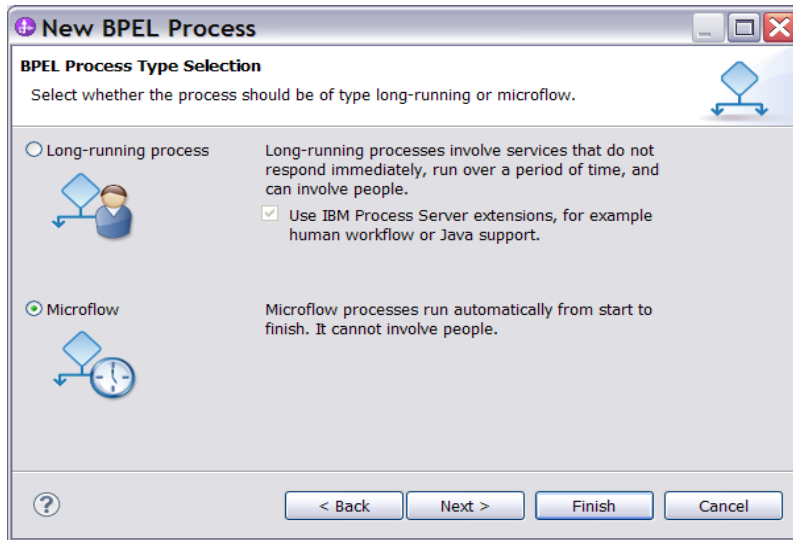 New BPEL Process
BPEL Process Type Selection
Select whether the process should be of type long-running or microflow.
Long-running process
Long-running processes involve services that do not
respond immediately, run over a period of time, and
can involve people.
Use IBM Process Server extensions, for example
human workflow or Java support.
Microflow
Microflow processes run automatically from start to
finish. It cannot involve people.
?
< Back
Next >
Finish
Cancel